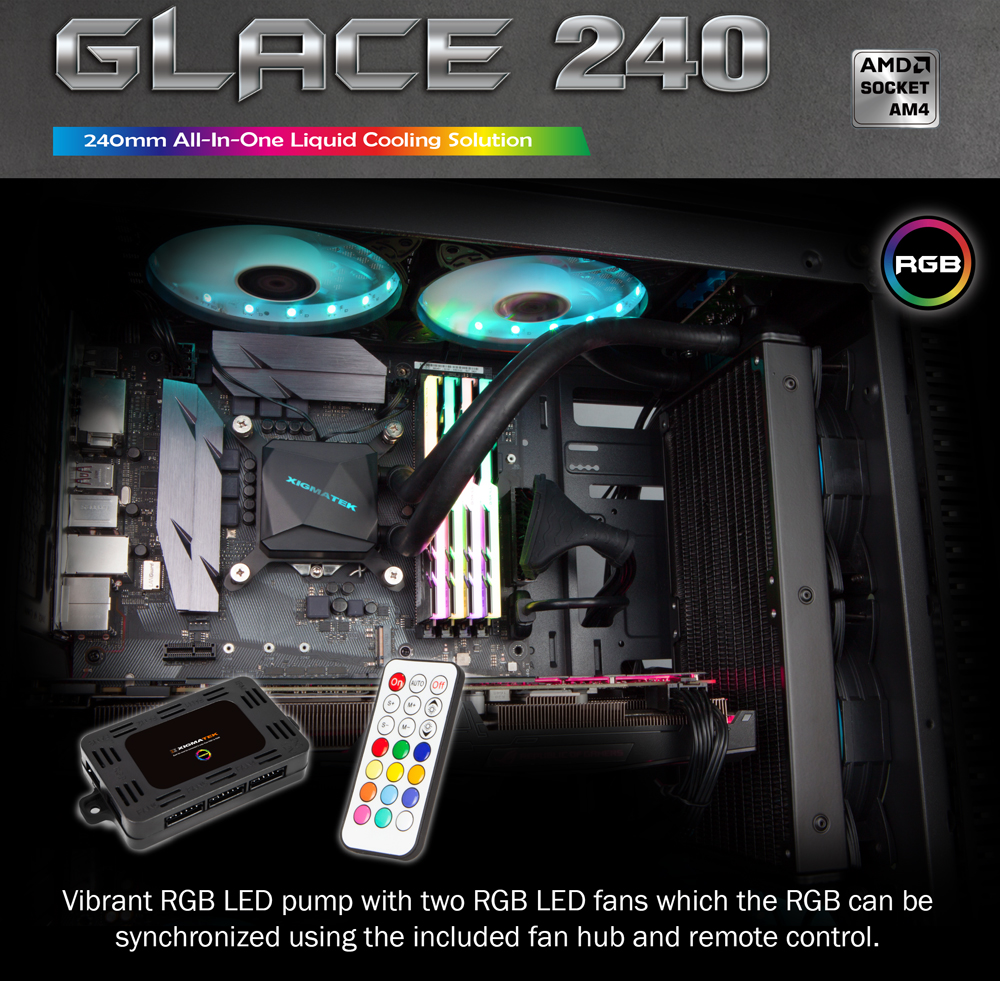 GLACE 240
AMD
SOCKET
AM4
240mm All-In-One Liquid Cooling Solution
RGB
XIGMATEK
On AUTO Off
S+ M+
S- M-
XIGMATEK
Vibrant RGB LED pump with two RGB LED fans which the RGB can be
synchronized using the included fan hub and remote control.